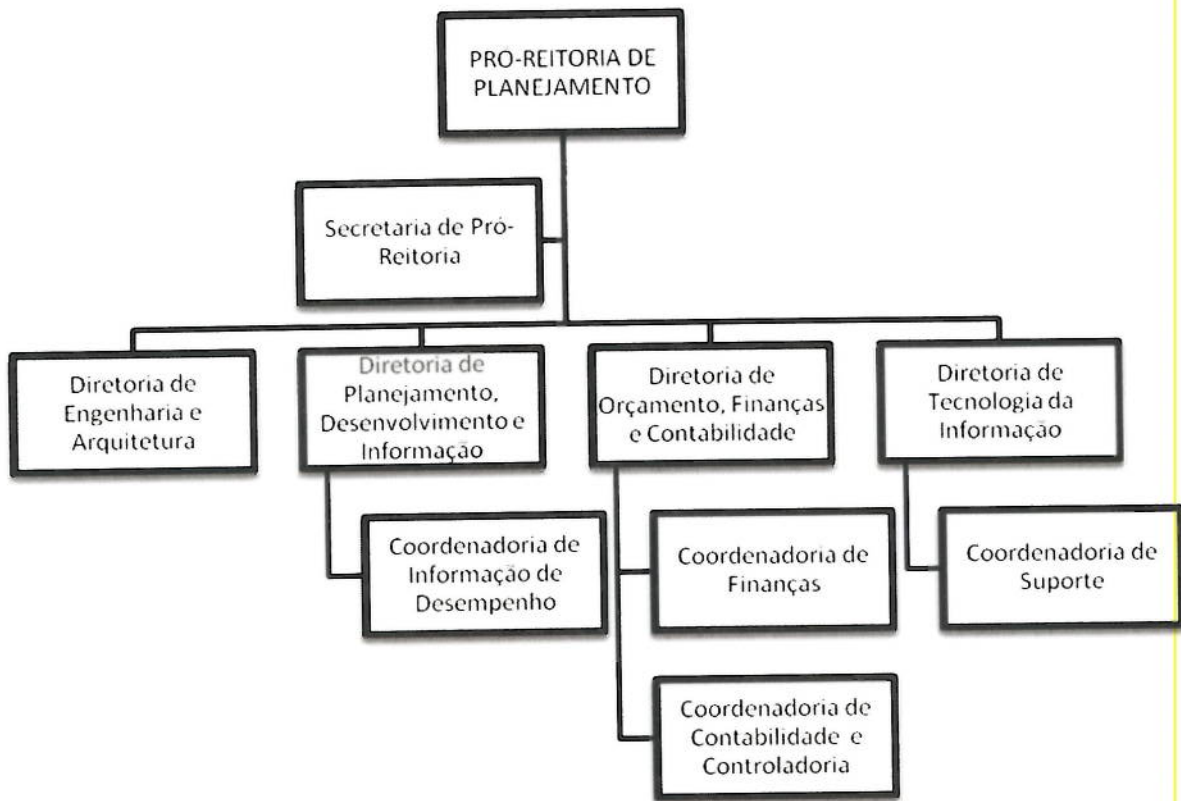 PRÓ-REITORIA DE
PLANEJAMENTO
Secretaria de Pró-
Reitoria
Diretoria de
Engenharia e
Arquitetura
Diretoria de
Planejamento,
Desenvolvimento e
Informação
Diretoria de
Orçamento, Finanças
e Contabilidade
Diretoria de
Tecnologia da
Informação
Coordenadoria de
Informação de
Desempenho
Coordenadoria de
Finanças
Coordenadoria de
Suporte
Coordenadoria de
Contabilidade e
Controladoria